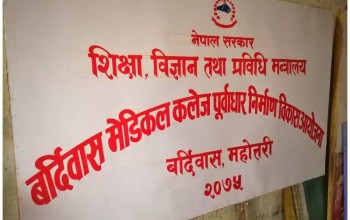 नेपाल सरकार
शिक्षा, विज्ञान तथा प्रविधि मन्त्रालय
बर्दिवास मेडिकल कलेज पूर्वाधार निर्माण विकास आयोजना
बर्दिवास, महोत्तरी
२०७५